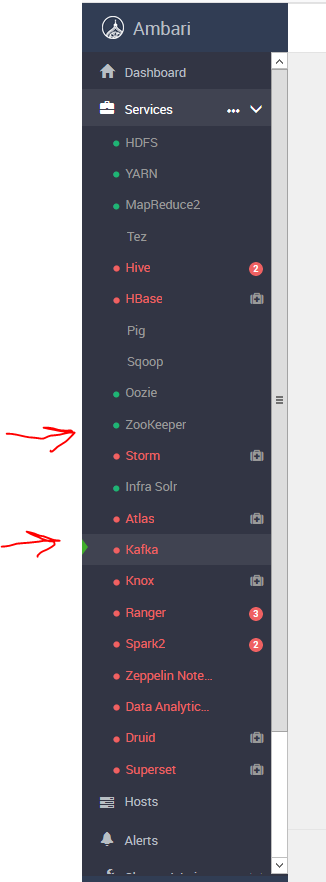 Ambari
Dashboard
Services
HDFS
YARN
MapReduce2
Tez
Hive 2
HBase
Pig
Sqoop
Oozie
ZooKeeper
Storm
Infra Solr
Atlas
Kafka
Knox
Ranger 3
Spark2 2
Zeppelin Note...
Data Analytic...
Druid
Superset
Hosts
Alerts